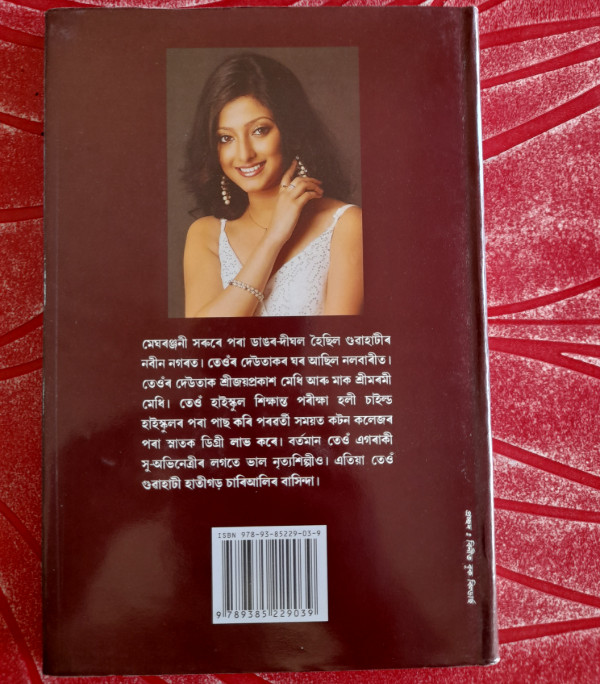 মেঘৰঞ্জনী সৰুৰে পৰা ডাঙৰ-দীঘল হৈছিল গুৱাহাটীৰ
নবীন নগৰত। তেওঁৰ দেউতাকৰ ঘৰ আছিল নলবাৰীত।
তেওঁৰ দেউতাক শ্ৰীজয়প্ৰকাশ মেধি আৰু মাক শ্ৰীমৰমী
মেধি। তেওঁ হাইস্কুল শিক্ষান্ত পৰীক্ষা হলী চাইল্ড
হাইস্কুলৰ পৰা পাছ কৰি পৰৱৰ্তী সময়ত কটন কলেজৰ
পৰা স্নাতক ডিগ্ৰী লাভ কৰে। বৰ্তমান তেওঁ এগৰাকী
সু-অভিনেত্ৰীৰ লগতে ভাল নৃত্যশিল্পীও। এতিয়া তেওঁ
গুৱাহাটী হাতীগড় চাৰিআলিৰ বাসিন্দা।
ISBN 978-93-85229-03-9
9 789385 229039